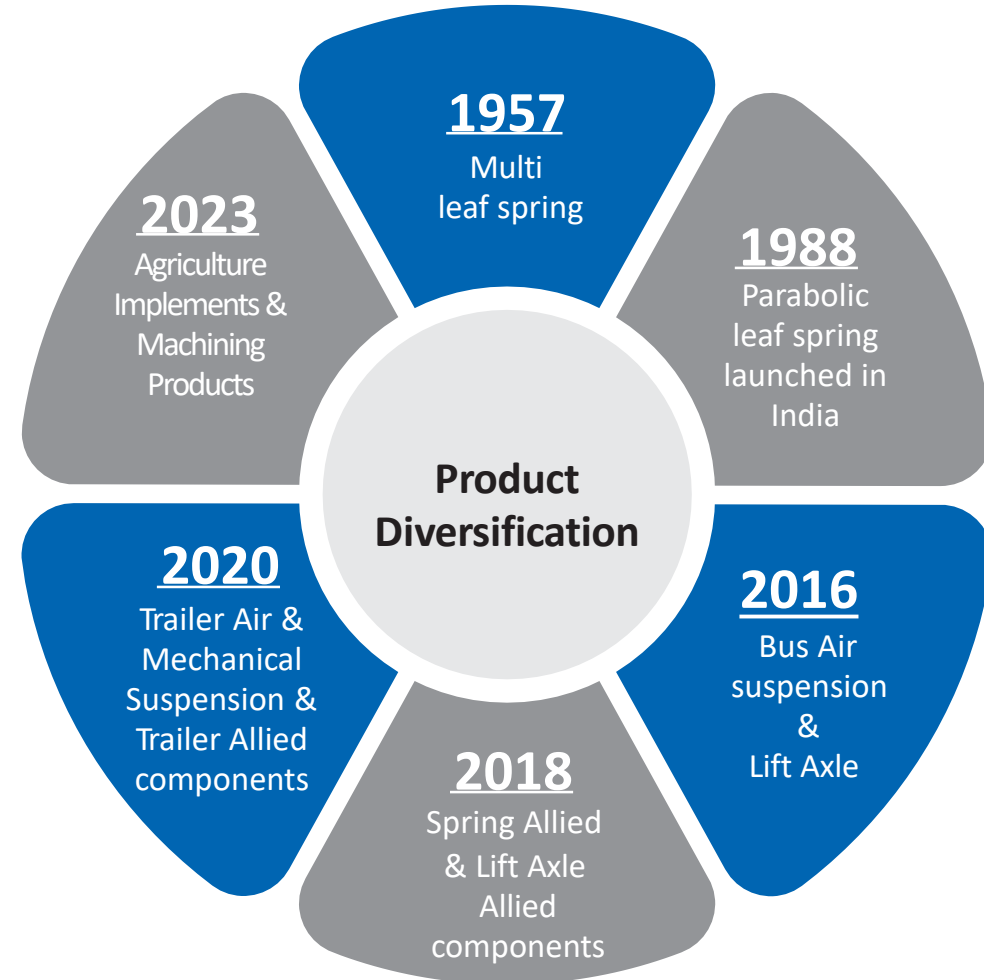 1957
Multi
leaf spring
1988
Parabolic
leaf spring
launched in
India
2016
Bus Air
suspension
&
Lift Axle
2018
Spring Allied
& Lift Axle
Allied
components
2020
Trailer Air &
Mechanical
Suspension &
Trailer Allied
components
2023
Agriculture
Implements &
Machining
Products
Product
Diversification